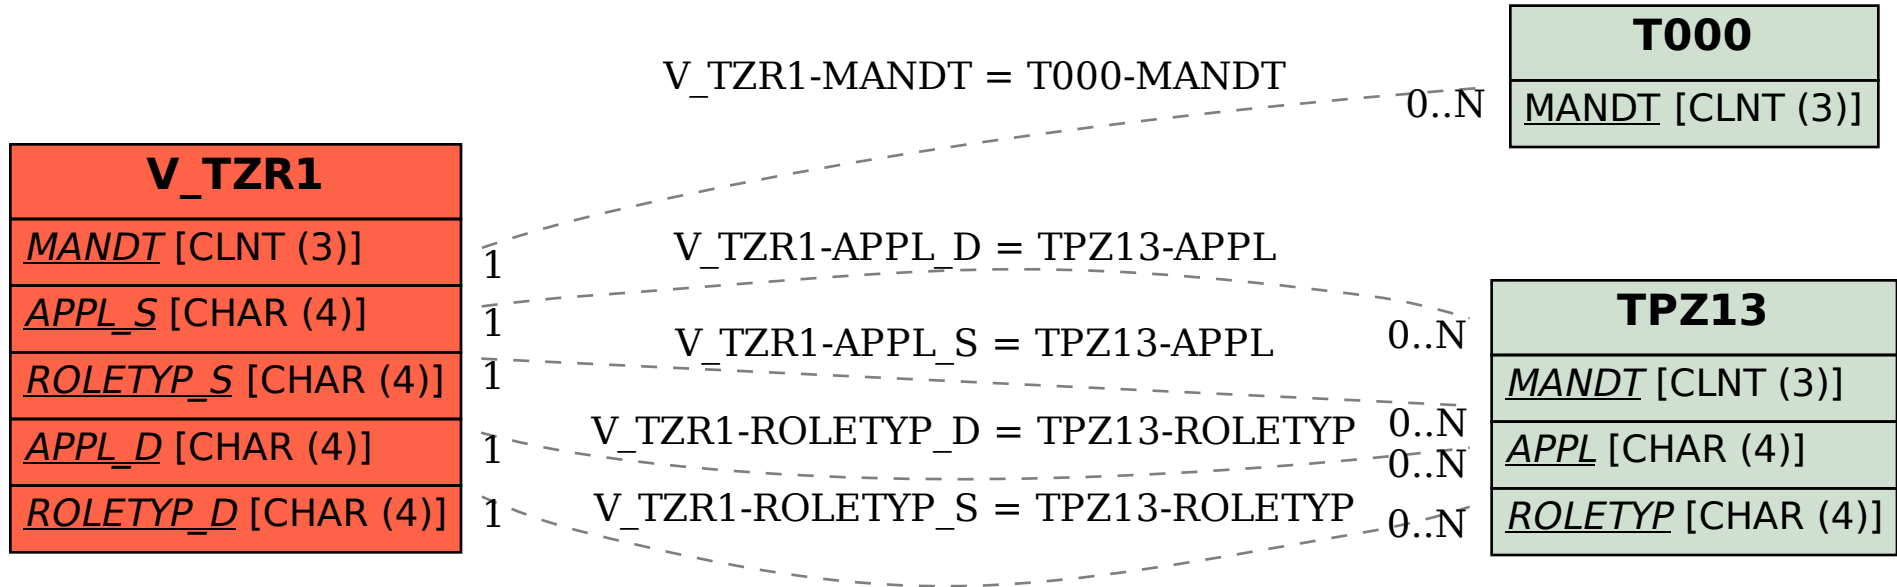 T000
MANDT [CLNT (3)]
V_TZR1-MANDT = T000-MANDT
0..N
V_TZR1
MANDT [CLNT (3)]
APPL_S [CHAR (4)]
ROLETYP_S [CHAR (4)]
APPL_D [CHAR (4)]
ROLETYP_D [CHAR (4)]
1
1
1
1
1
V_TZR1-APPL_D = TPZ13-APPL
0..N
V_TZR1-APPL_S = TPZ13-APPL
0..N
V_TZR1-ROLETYP_D = TPZ13-ROLETYP
0..N
V_TZR1-ROLETYP_S = TPZ13-ROLETYP
0..N
TPZ13
MANDT [CLNT (3)]
APPL [CHAR (4)]
ROLETYP [CHAR (4)]